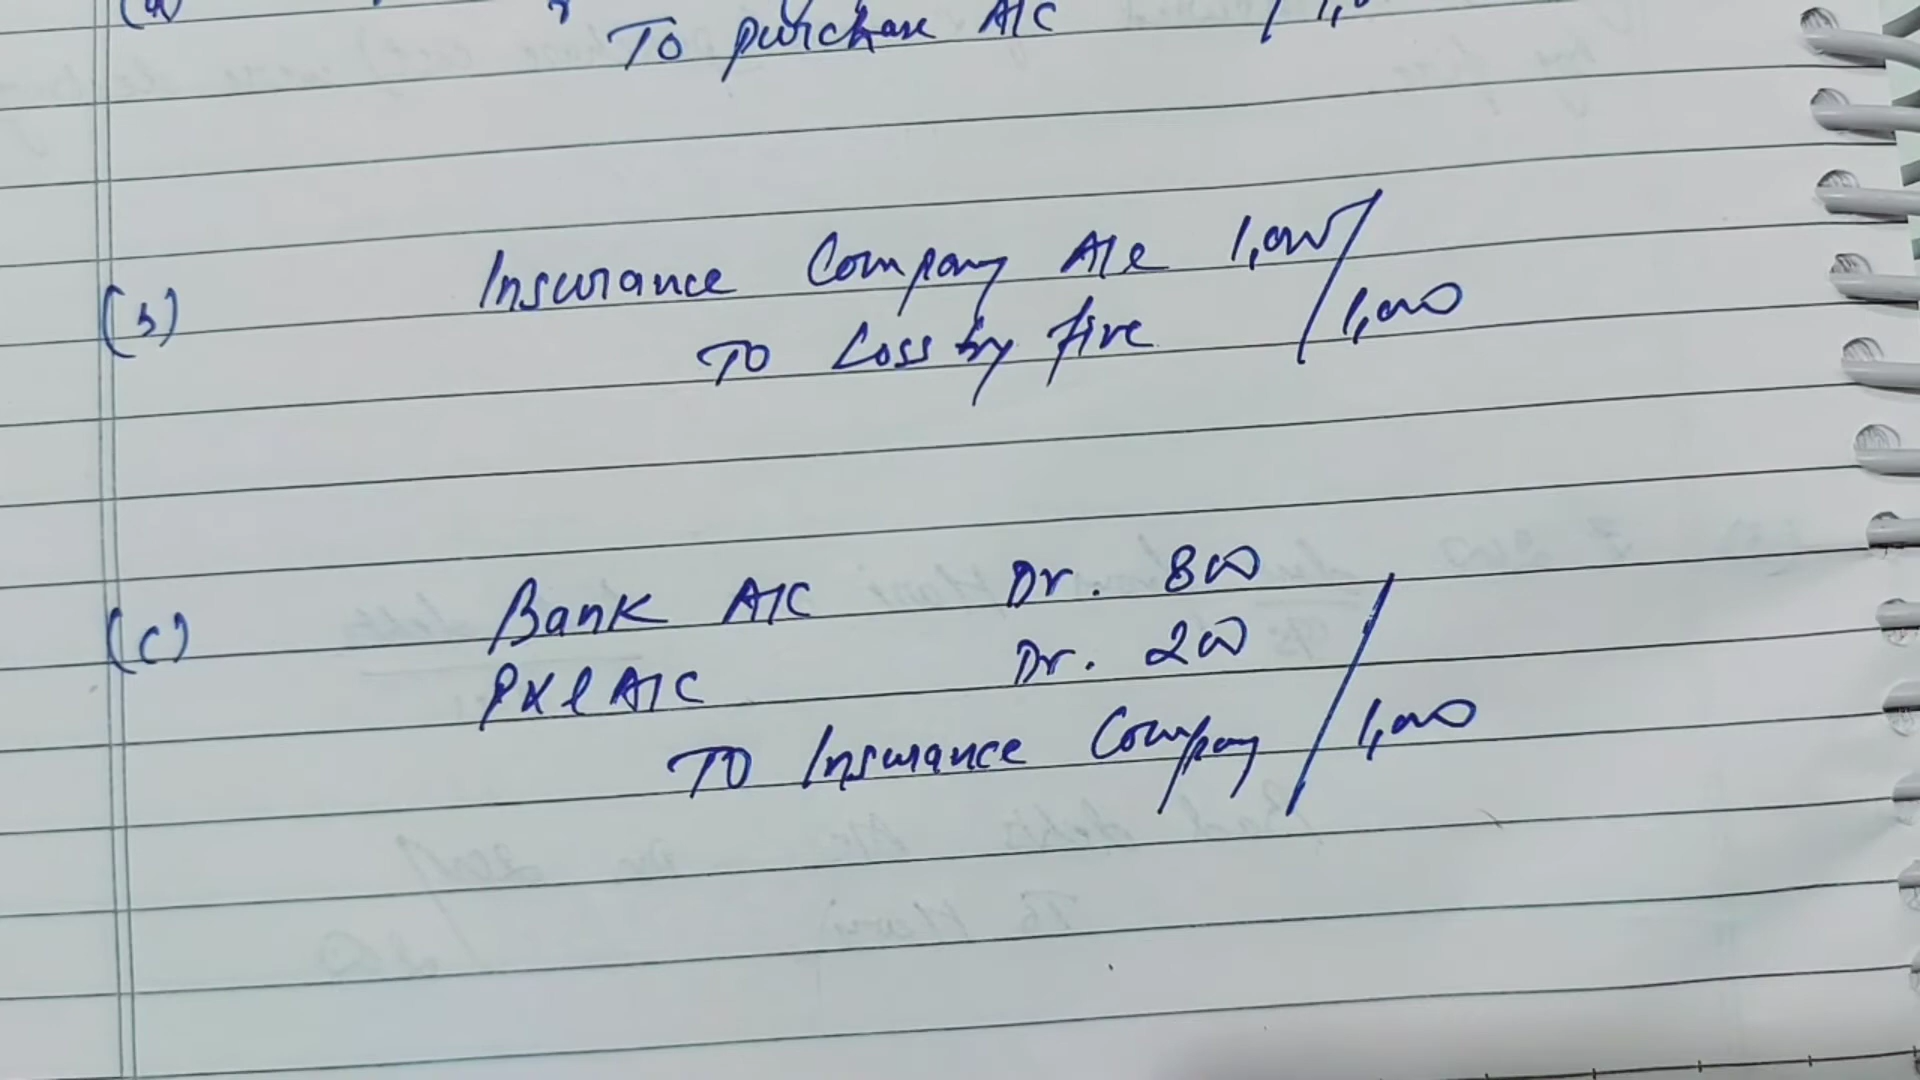 (a)
To purchase A/C
(b)
Insurance Company A/c 1,000
To Loss by fire 1,000
(c)
Bank A/C Dr. 800
P&L A/C Dr. 200
To Insurance Company 1,000